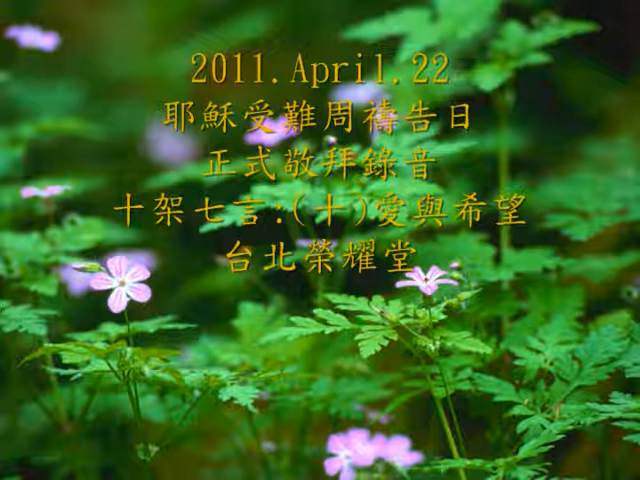 2011.April.22
耶穌受難周禱告日
正式敬拜錄音
十架七言:(十)愛與希望
台北榮耀堂